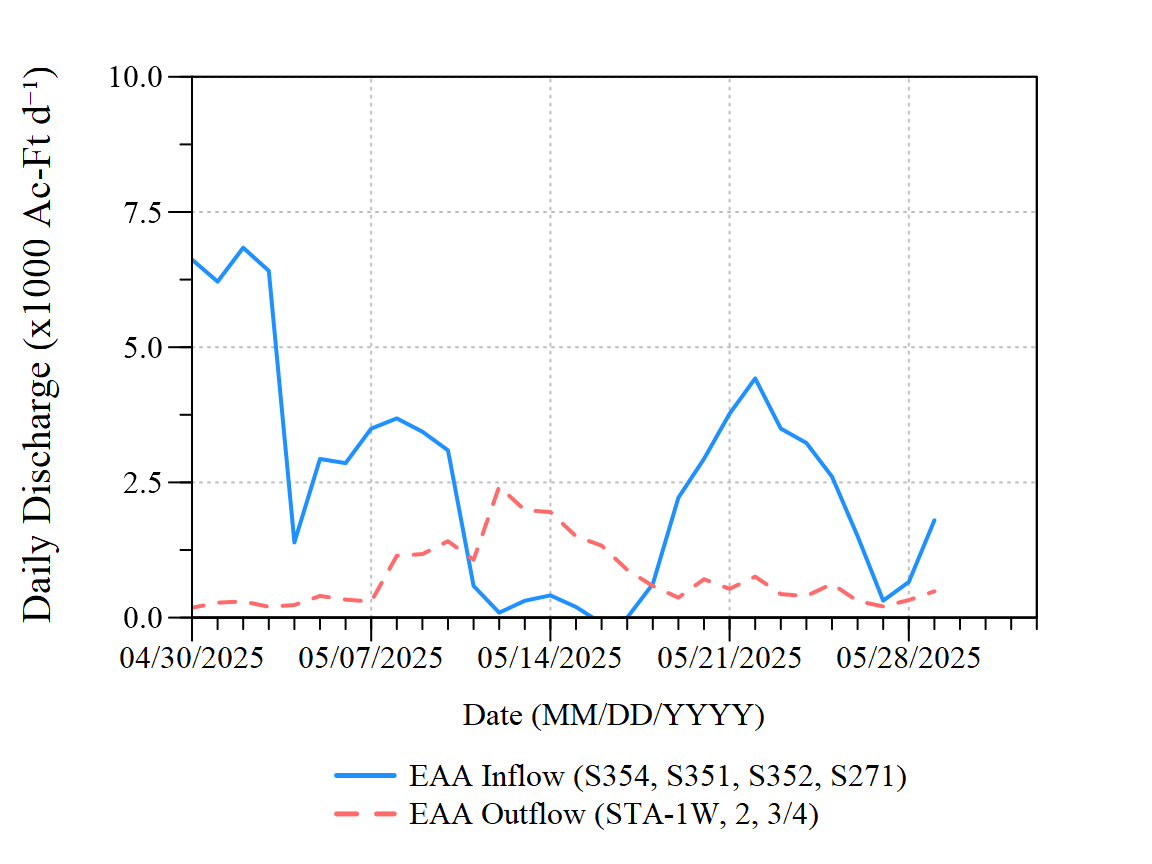 Daily Discharge (x1000 Ac-Ft d⁻¹)
10.0
7.5
5.0
2.5
0.0
04/30/2025 05/07/2025 05/14/2025 05/21/2025 05/28/2025
Date (MM/DD/YYYY)
EAA Inflow (S354, S351, S352, S271)
EAA Outflow (STA-1W, 2, 3/4)